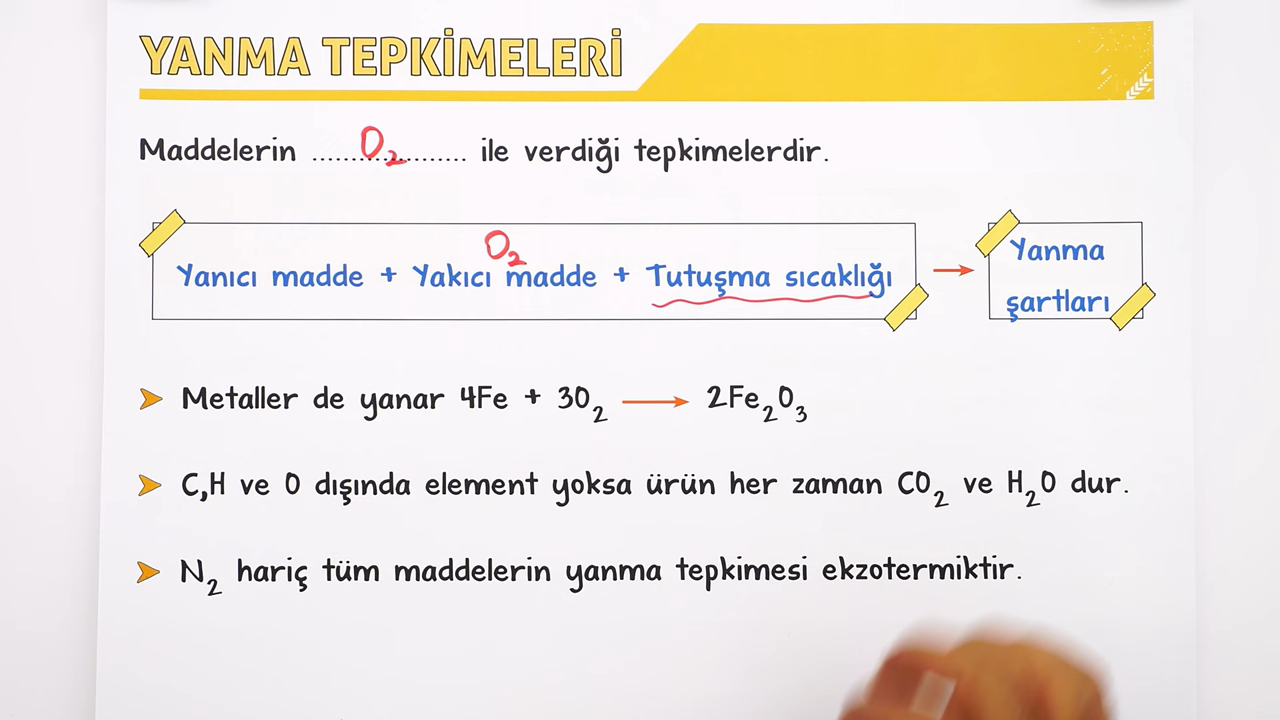 YANMA TEPKİMELERİ
Maddelerin ....................... ile verdiği tepkimelerdir.
O₂
O₂
Yanıcı madde + Yakıcı madde + Tutuşma sıcaklığı
Yanma
şartları
Metaller de yanar 4Fe + 3O₂ → 2Fe₂O₃
C,H ve O dışında element yoksa ürün her zaman CO₂ ve H₂O dur.
N₂ hariç tüm maddelerin yanma tepkimesi ekzotermiktir.